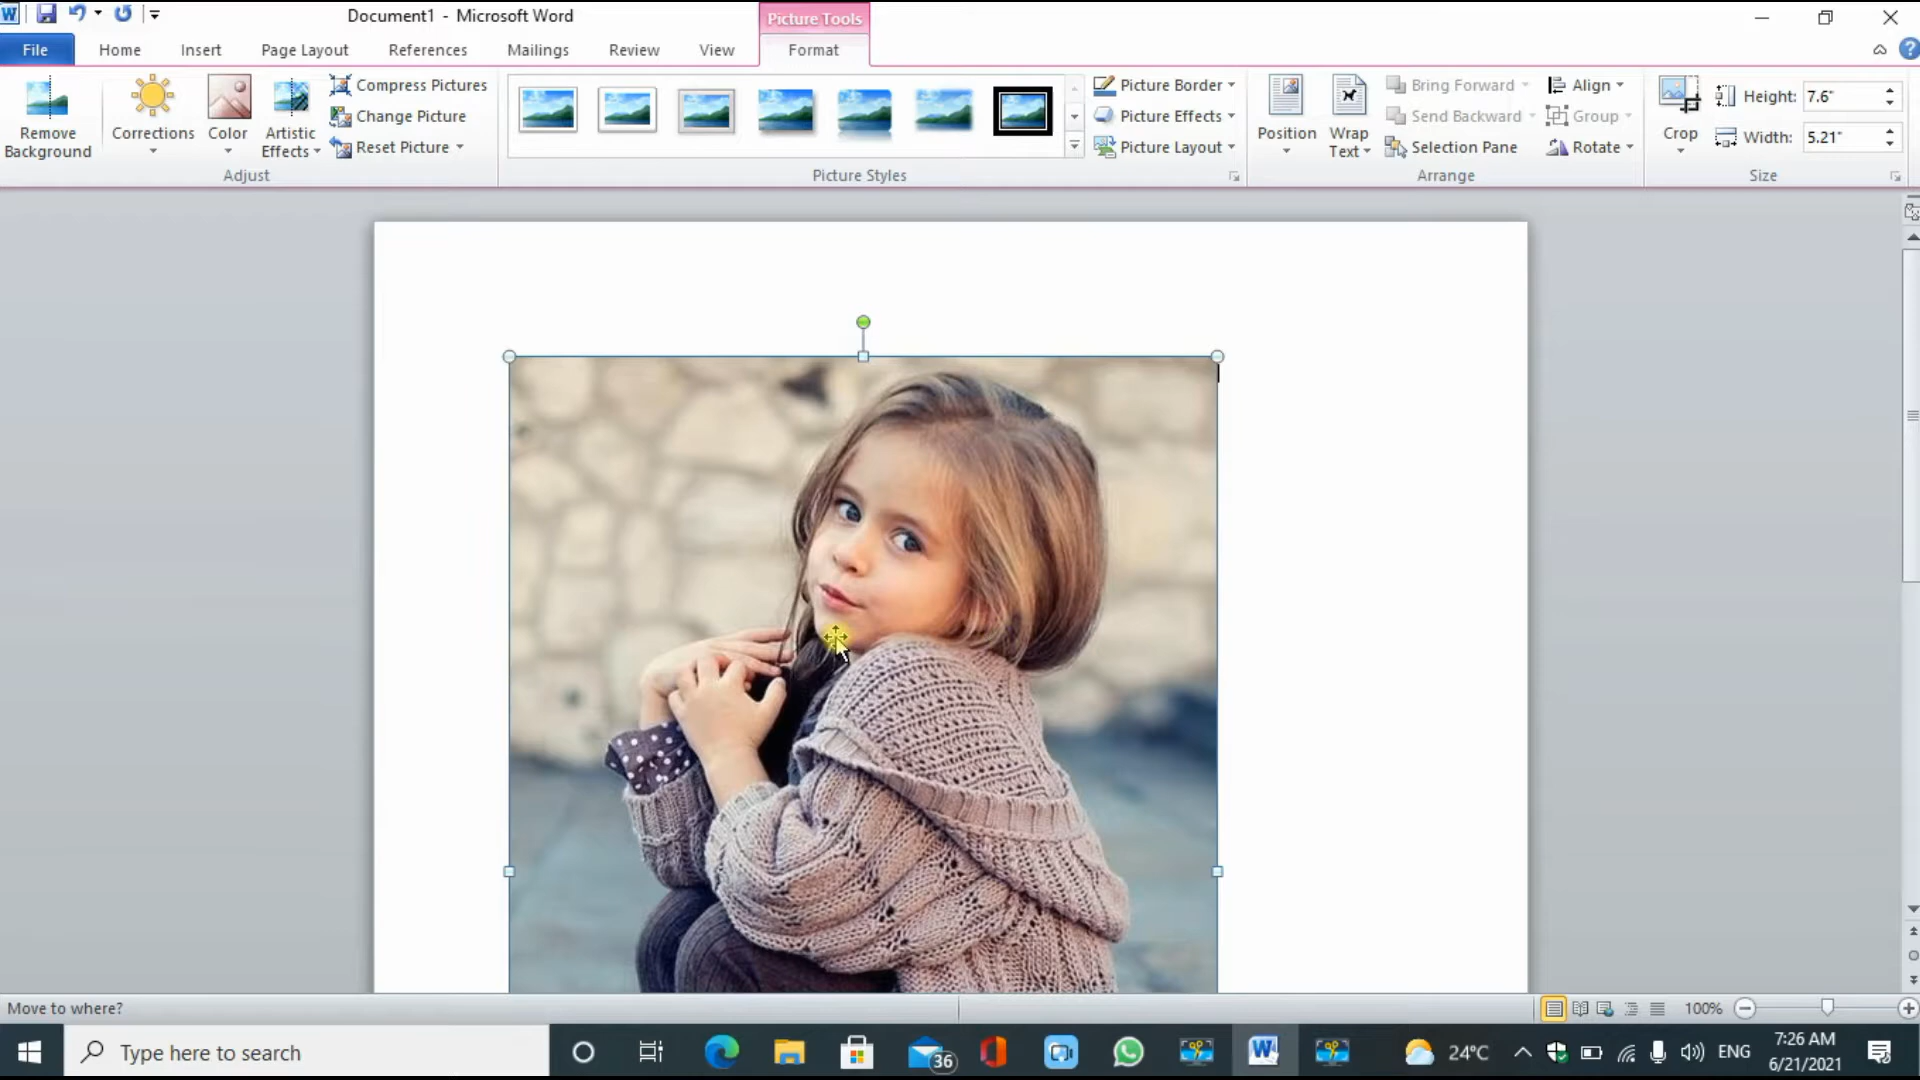 Document1 - Microsoft Word
Picture Tools
File
Home
Insert
Page Layout
References
Mailings
Review
View
Format
Remove
Background
Corrections
Color
Artistic
Effects
Compress Pictures
Change Picture
Reset Picture
Adjust
Picture Border
Picture Effects
Picture Layout
Picture Styles
Position
Wrap
Text
Bring Forward
Send Backward
Selection Pane
Align
Group
Rotate
Arrange
Crop
Height: 7.6"
Width: 5.21"
Size
Move to where?
100%
Type here to search
36
24°C
ENG
7:26 AM
6/21/2021